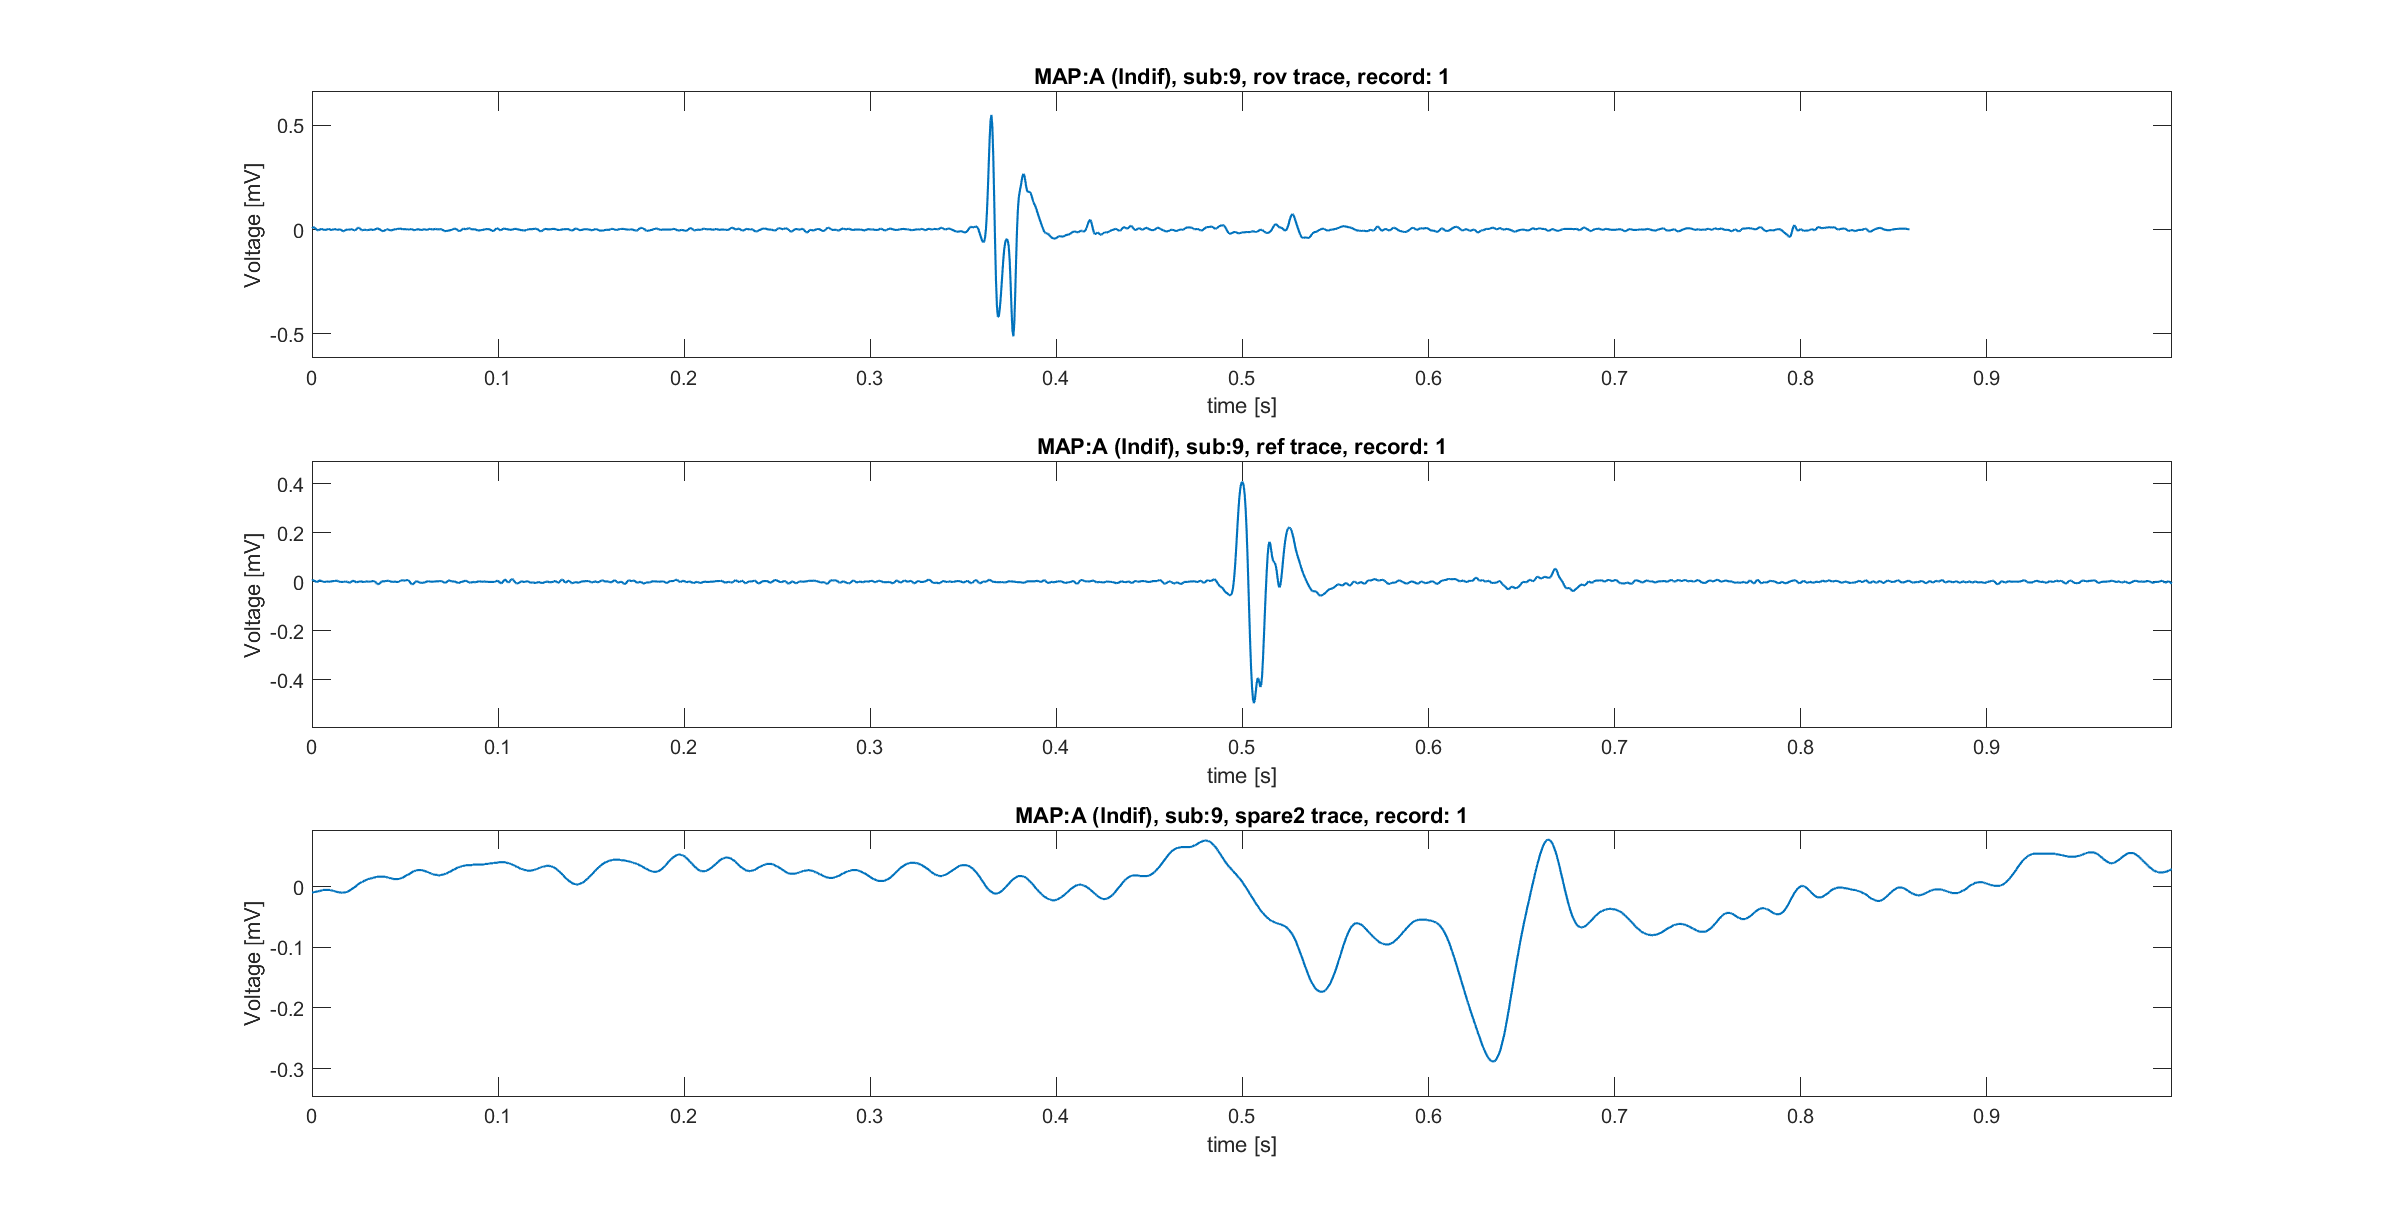 MAP:A (Indif), sub:9, rov trace, record: 1
Voltage [mV]
0.5
0
-0.5
0 0.1 0.2 0.3 0.4 0.5 0.6 0.7 0.8 0.9
time [s]
MAP:A (Indif), sub:9, ref trace, record: 1
Voltage [mV]
0.4
0.2
0
-0.2
-0.4
0 0.1 0.2 0.3 0.4 0.5 0.6 0.7 0.8 0.9
time [s]
MAP:A (Indif), sub:9, spare2 trace, record: 1
Voltage [mV]
0
-0.1
-0.2
-0.3
0 0.1 0.2 0.3 0.4 0.5 0.6 0.7 0.8 0.9
time [s]